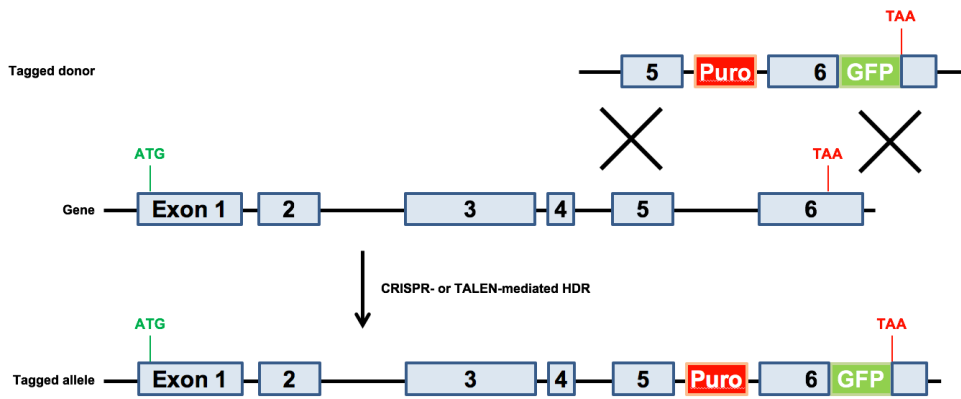 TAA
Tagged donor
5 Puro 6 GFP
ATG
TAA
Gene
Exon 1 2 3 4 5 6
CRISPR- or TALEN-mediated HDR
ATG
TAA
Tagged allele
Exon 1 2 3 4 5 Puro 6 GFP